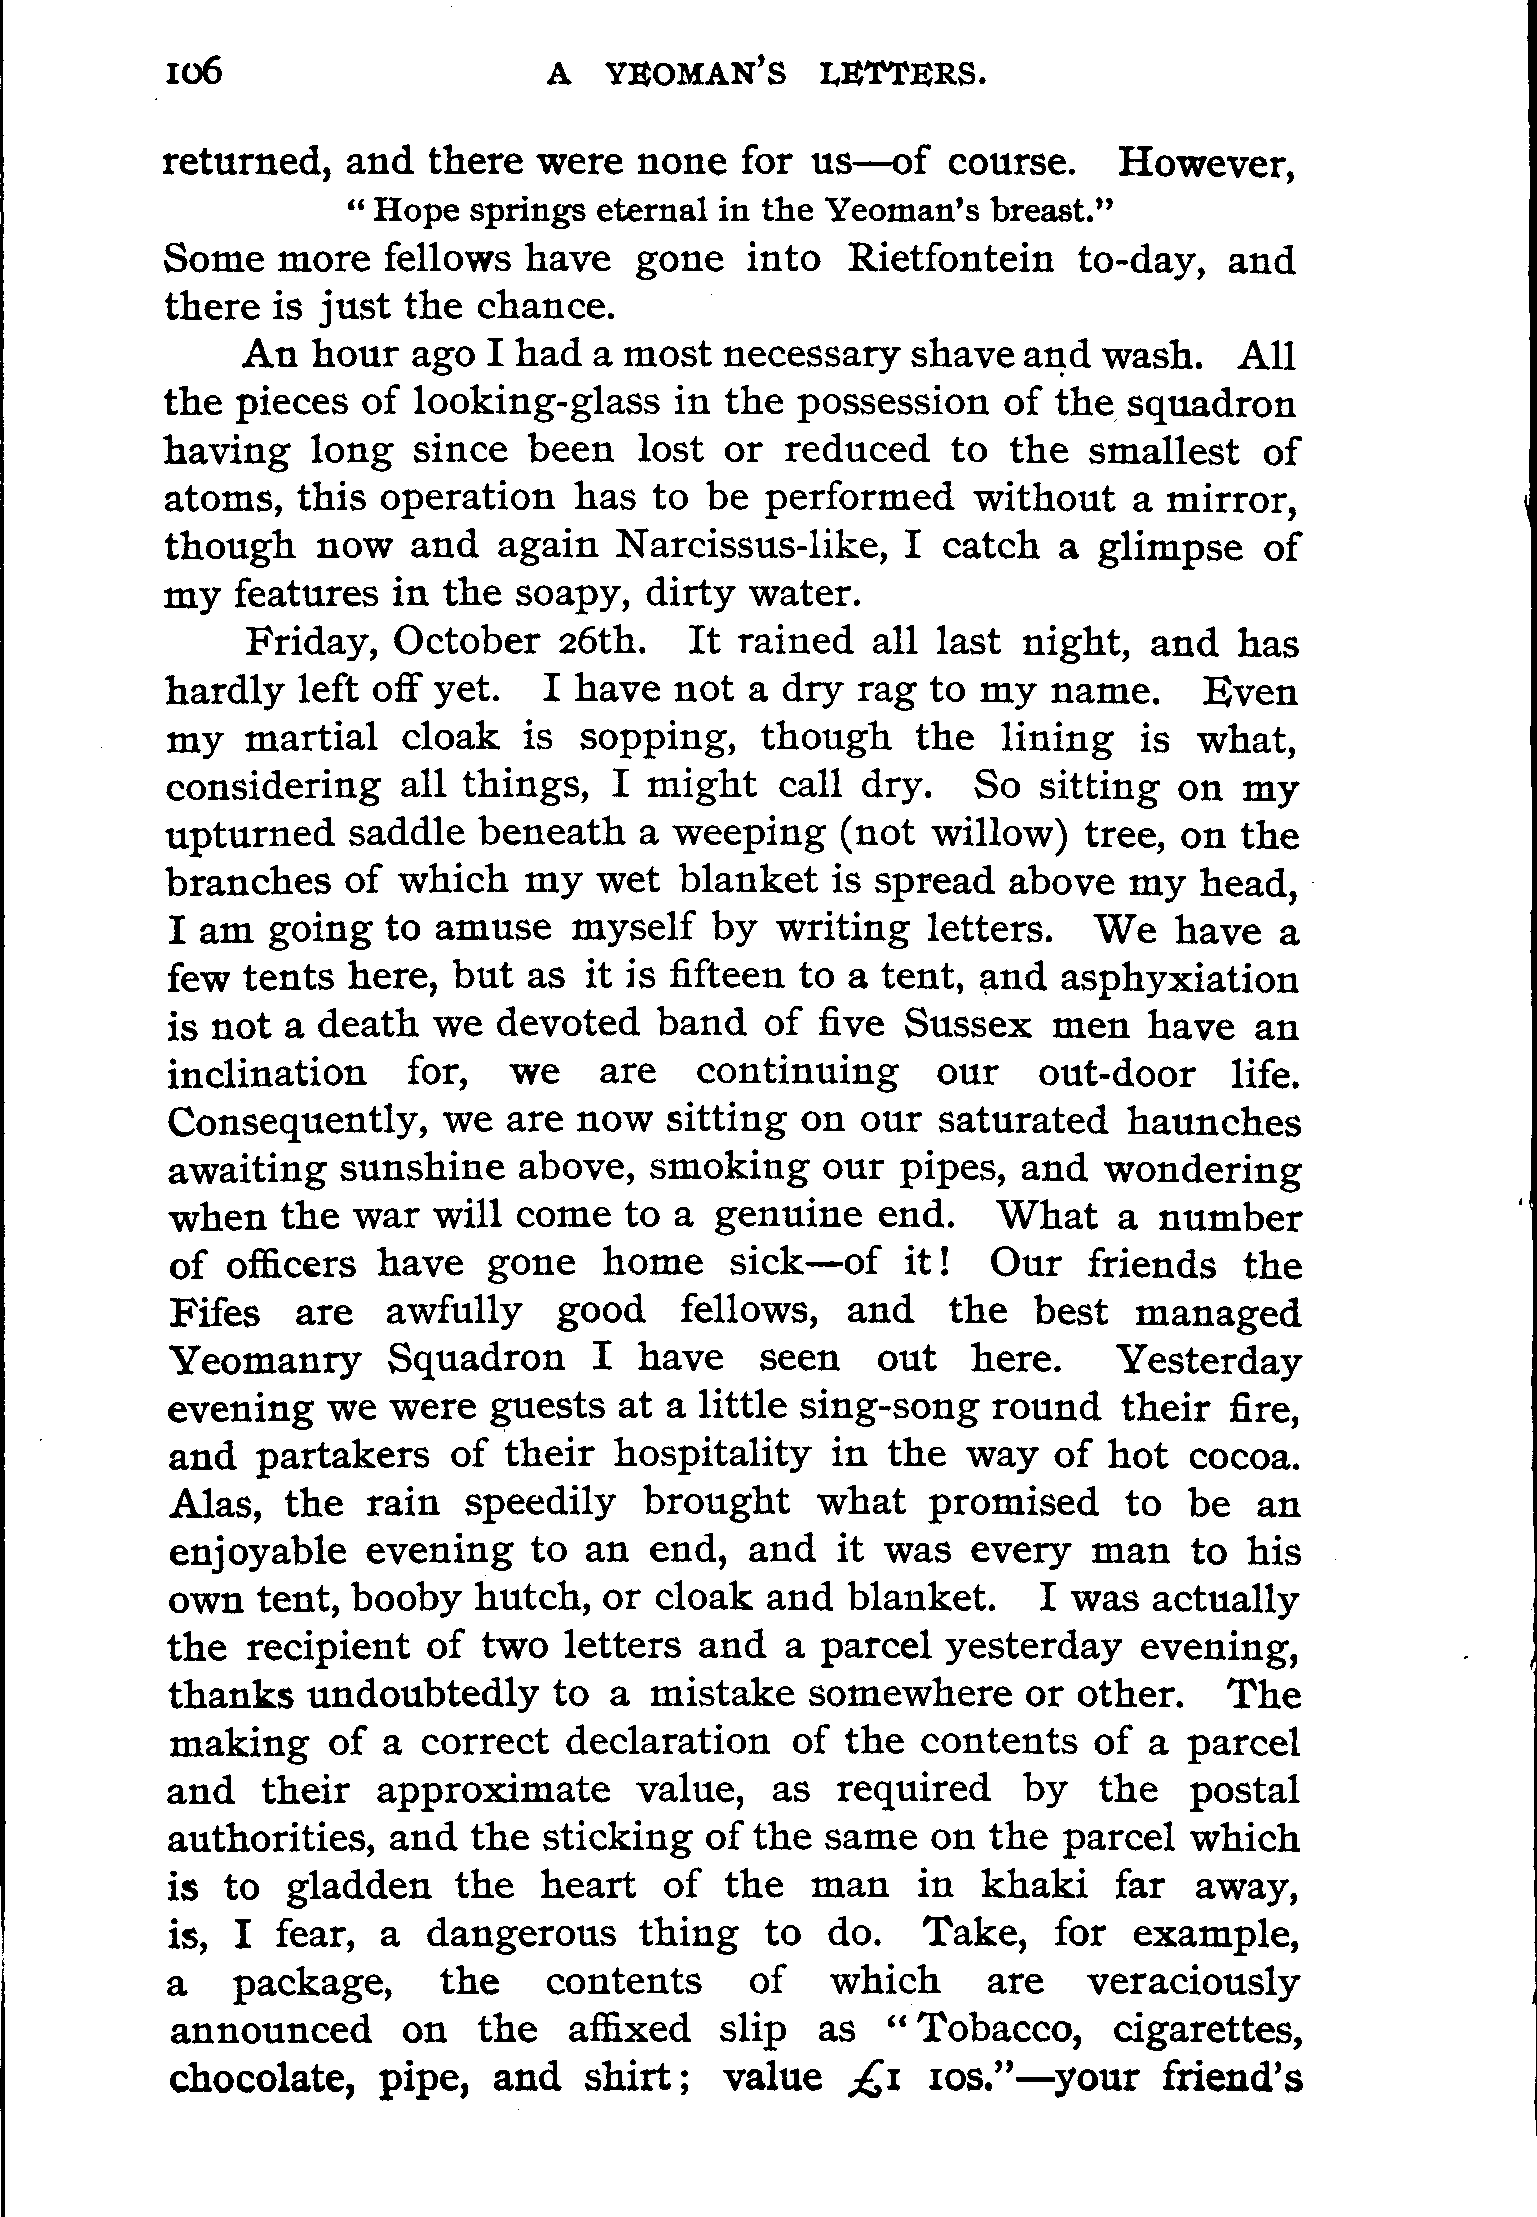 106 A YEOMAN'S LETTERS.
returned, and there were none for us—of course. However,
"Hope springs eternal in the Yeoman's breast."
Some more fellows have gone into Rietfontein to-day, and
there is just the chance.
An hour ago I had a most necessary shave and wash. All
the pieces of looking-glass in the possession of the squadron
having long since been lost or reduced to the smallest of
atoms, this operation has to be performed without a mirror,
though now and again Narcissus-like, I catch a glimpse of
my features in the soapy, dirty water.
Friday, October 26th. It rained all last night, and has
hardly left off yet. I have not a dry rag to my name. Even
my martial cloak is sopping, though the lining is what,
considering all things, I might call dry. So sitting on my
upturned saddle beneath a weeping (not willow) tree, on the
branches of which my wet blanket is spread above my head,
I am going to amuse myself by writing letters. We have a
few tents here, but as it is fifteen to a tent, and asphyxiation
is not a death we devoted band of five Sussex men have an
inclination for, we are continuing our out-door life.
Consequently, we are now sitting on our saturated haunches
awaiting sunshine above, smoking our pipes, and wondering
when the war will come to a genuine end. What a number
of officers have gone home sick—of it! Our friends the
Fifes are awfully good fellows, and the best managed
Yeomanry Squadron I have seen out here. Yesterday
evening we were guests at a little sing-song round their fire,
and partakers of their hospitality in the way of hot cocoa.
Alas, the rain speedily brought what promised to be an
enjoyable evening to an end, and it was every man to his
own tent, booby hutch, or cloak and blanket. I was actually
the recipient of two letters and a parcel yesterday evening,
thanks undoubtedly to a mistake somewhere or other. The
making of a correct declaration of the contents of a parcel
and their approximate value, as required by the postal
authorities, and the sticking of the same on the parcel which
is to gladden the heart of the man in khaki far away,
is, I fear, a dangerous thing to do. Take, for example,
a package, the contents of which are veraciously
announced on the affixed slip as "Tobacco, cigarettes,
chocolate, pipe, and shirt; value £1 10s."—your friend's